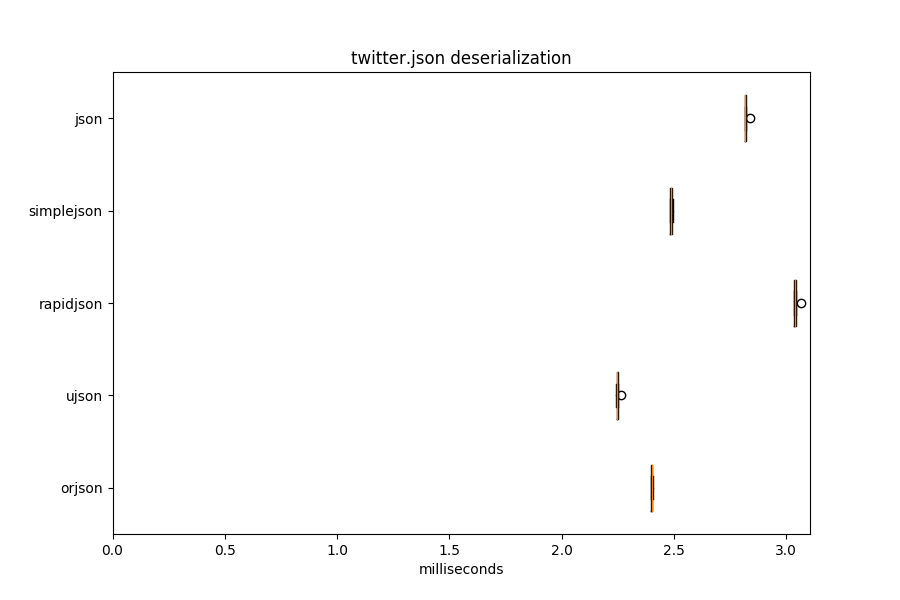 twitter.json deserialization
json
simplejson
rapidjson
ujson
orjson
0.0 0.5 1.0 1.5 2.0 2.5 3.0
milliseconds